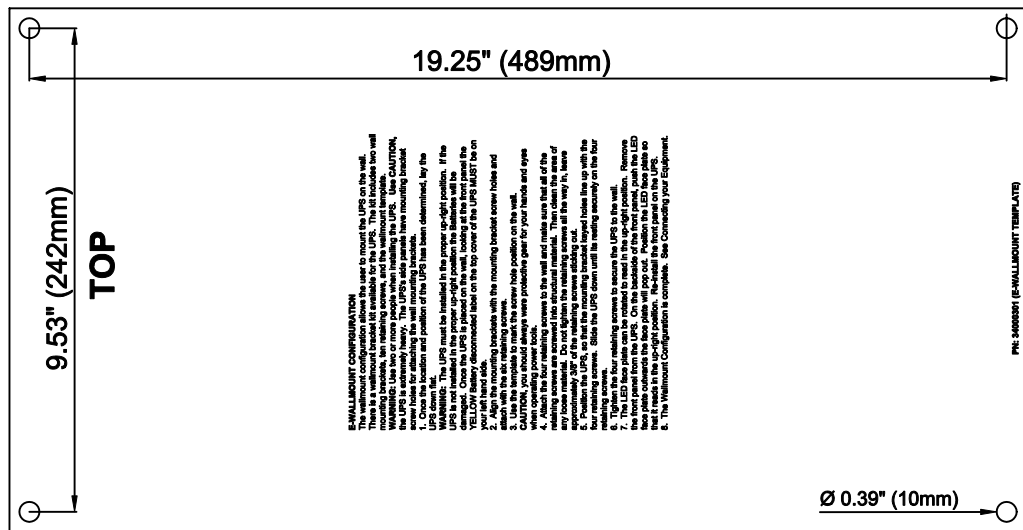 19.25" (489mm)
9.53" (242mm)
TOP
E-WALLMOUNT CONFIGURATION
The wallmount configuration allows the user to mount the UPS on the wall.
There is a wallmount bracket kit available for the UPS. The kit includes two wall
mounting brackets, ten retaining screws, and the wallmount template.
WARNING: Use two or more people when installing the UPS. Use CAUTION,
the UPS is extremely heavy. The UPS's side panels have mounting bracket
screw holes for attaching the wall mounting brackets.
1. Once the location and position of the UPS has been determined, lay the
UPS down flat.
WARNING: The UPS must be installed in the proper up-right position. If the
UPS is not installed in the proper up-right position the Batteries will be
damaged. Once the UPS is placed on the wall, looking at the front panel the
YELLOW Battery disconnected label on the top cover of the UPS MUST be on
your left hand side.
2. Align the mounting brackets with the mounting bracket screw holes and
attach with the six retaining screws.
3. Use the template to mark the screw hole position on the wall.
CAUTION, you should always were protective gear for your hands and eyes
when operating power tools.
4. Attach the four retaining screws to the wall and make sure that all of the
retaining screws are screwed into structural material. Then clean the area of
any loose material. Do not tighten the retaining screws all the way in, leave
approximately 3/8" of the retaining screws sticking out.
5. Position the UPS, so that the mounting bracket keyed holes line up with the
four retaining screws. Slide the UPS down until its resting securely on the four
retaining screws.
6. Tighten the four retaining screws to secure the UPS to the wall.
7. The LED face plate can be rotated to read in the up-right position. Remove
the front panel from the UPS. On the backside of the front panel, push the LED
face plate outward, the face plate will pop out. Position the LED face plate so
that it reads in the up-right position. Re-install the front panel on the UPS.
8. The Wallmount Configuration is complete. See Connecting your Equipment.
Ø 0.39" (10mm)
PN: 34000301 (E-WALLMOUNT TEMPLATE)